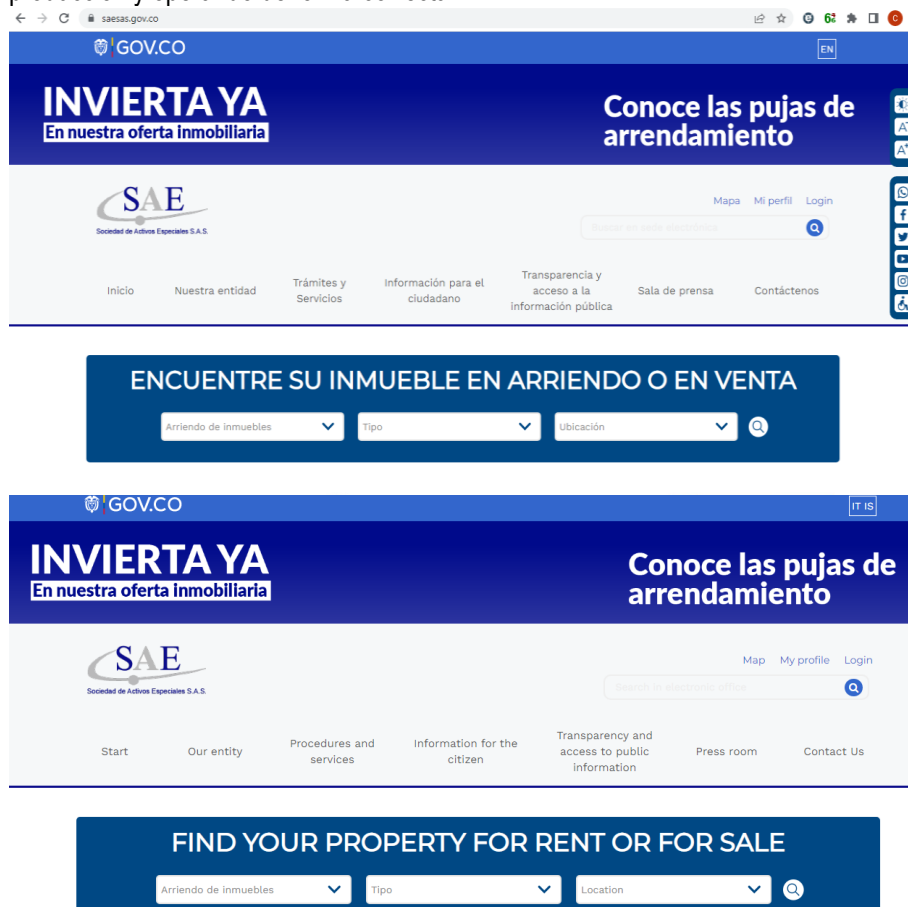 producción y operando de forma correcta
saesas.gov.co
GOV.CO
EN
INVIERTA YA
En nuestra oferta inmobiliaria
Conoce las pujas de
arrendamiento
SAE
Sociedad de Activos Especiales S.A.S.
Mapa Mi perfil Login
Buscar en sede electrónica
Inicio
Nuestra entidad
Trámites y
Servicios
Información para el
ciudadano
Transparencia y
acceso a la
información pública
Sala de prensa
Contáctenos
ENCUENTRE SU INMUEBLE EN ARRIENDO O EN VENTA
Arriendo de inmuebles
Tipo
Ubicación
GOV.CO
IT IS
INVIERTA YA
En nuestra oferta inmobiliaria
Conoce las pujas de
arrendamiento
SAE
Sociedad de Activos Especiales S.A.S.
Map My profile Login
Search in electronic office
Start
Our entity
Procedures and
services
Information for the
citizen
Transparency and
access to public
information
Press room
Contact Us
FIND YOUR PROPERTY FOR RENT OR FOR SALE
Arriendo de inmuebles
Tipo
Location